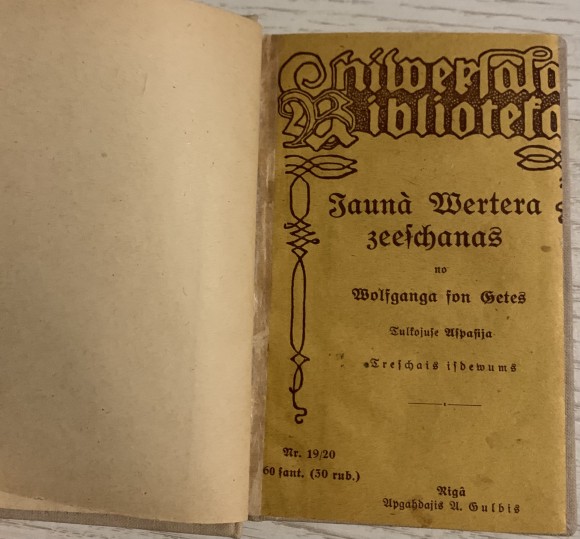 Uniwersala
Biblioteka
Jaunà Wertera
zeeſchanas
no
Wolfganga fon Getes
Tulkojuſe Aſpaſija
Treſchais iſdewums
Nr. 19/20
60 ſant. (30 rub.)
Rigâ
Apgahdajis A. Gulbis